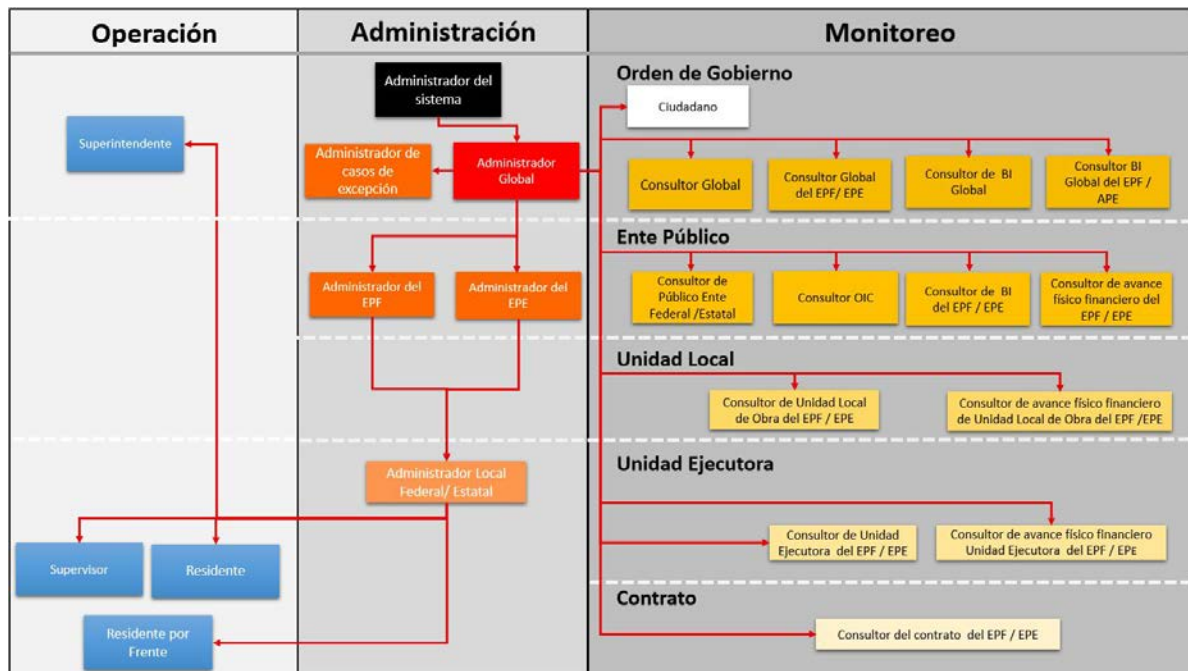 Operación
Administración
Monitoreo
Superintendente
Supervisor
Residente
Residente por
Frente
Administrador del
sistema
Administrador de
casos de
excepción
Administrador
Global
Administrador del
EPF
Administrador del
EPE
Administrador Local
Federal/ Estatal
Orden de Gobierno
Ciudadano
Consultor Global
Consultor Global
del EPF/ EPE
Consultor de BI
Global
Consultor BI
Global del EPF /
APE
Ente Público
Consultor de
Público Ente
Federal /Estatal
Consultor OIC
Consultor de BI
del EPF / EPE
Consultor de avance
físico financiero del
EPF / EPE
Unidad Local
Consultor de Unidad Local
de Obra del EPF / EPE
Consultor de avance físico financiero
de Unidad Local de Obra del EPF /EPE
Unidad Ejecutora
Consultor de Unidad
Ejecutora del EPF / EPE
Consultor de avance físico financiero
Unidad Ejecutora del EPF / EPE
Contrato
Consultor del contrato del EPF / EPE